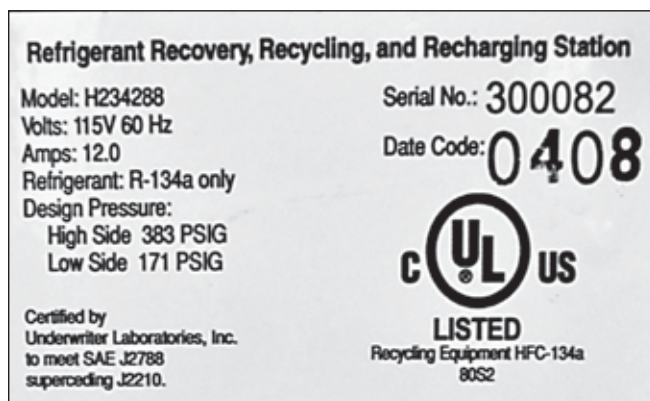 Refrigerant Recovery, Recycling, and Recharging Station
Model: H234288
Volts: 115V 60 Hz
Amps: 12.0
Refrigerant: R-134a only
Design Pressure:
High Side 383 PSIG
Low Side 171 PSIG
Certified by
Underwriter Laboratories, Inc.
to meet SAE J2788
superceding J2210.
Serial No.: 300082
Date Code: 0408
C UL ® US
LISTED
Recycling Equipment HFC-134a
80S2